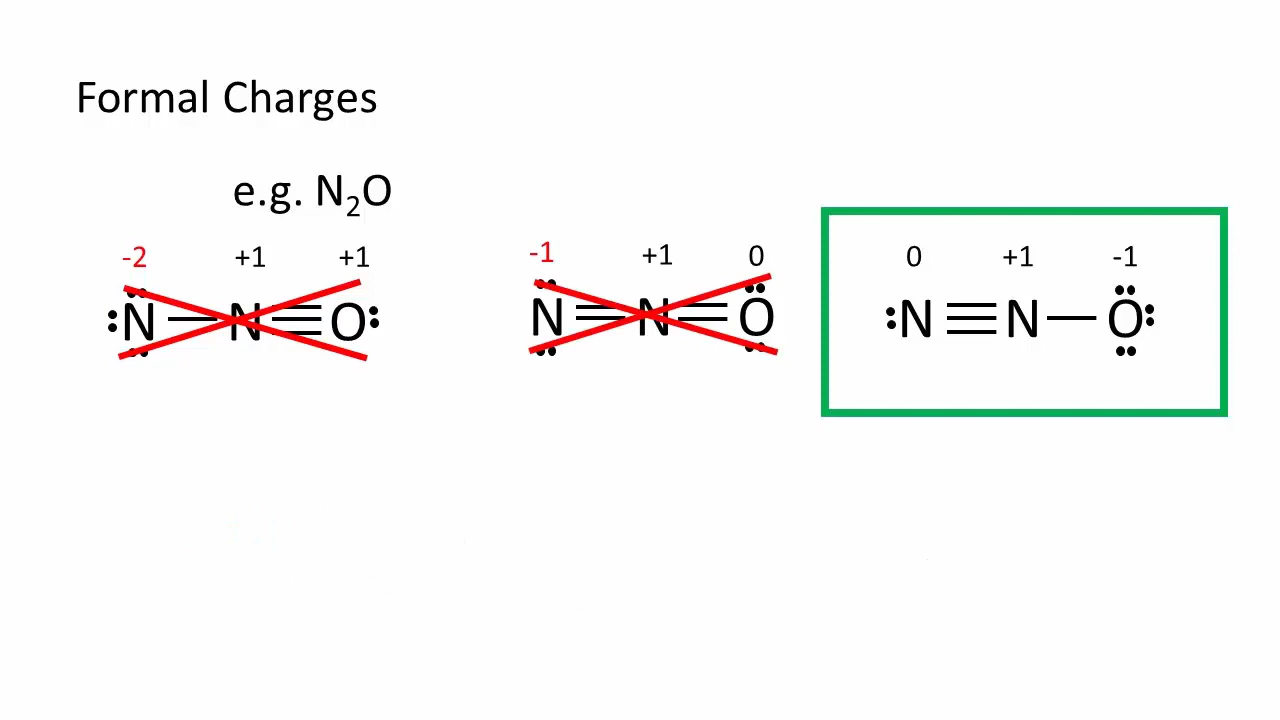 Formal Charges
e.g. N₂O
-2 +1 +1
:N̈ — N ≡ O:
-1 +1 0
N = N = O
0 +1 -1
:N ≡ N — O: